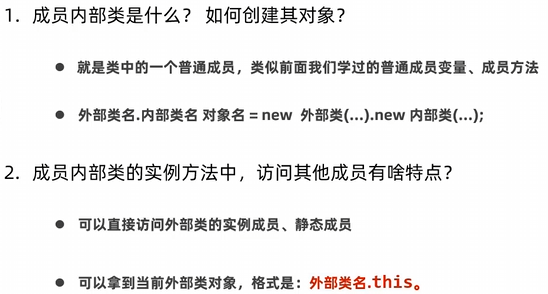 1. 成员内部类是什么? 如何创建其对象?
● 就是类中的一个普通成员,类似前面我们学过的普通成员变量、成员方法
● 外部类名.内部类名 对象名 = new 外部类(...).new 内部类(...);
2. 成员内部类的实例方法中,访问其他成员有啥特点?
● 可以直接访问外部类的实例成员、静态成员
● 可以拿到当前外部类对象,格式是:外部类名.this。